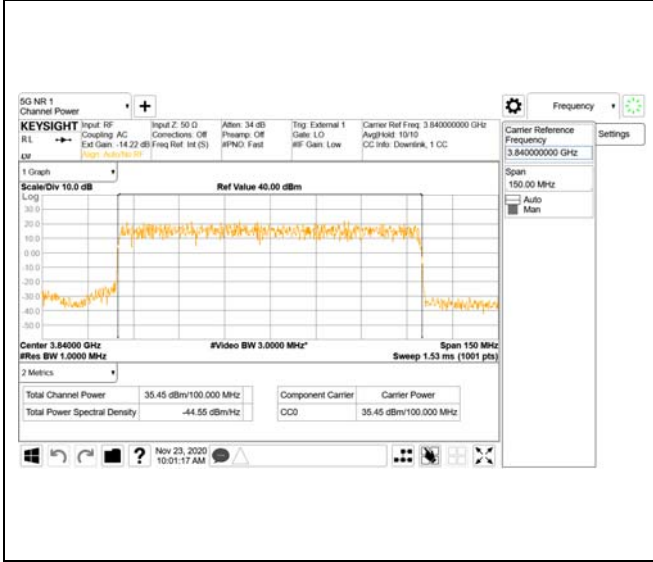 5G NR 1
Channel Power
Frequency
KEYSIGHT
RL
Input: RF
Coupling: AC
Ext Gain: -14.22 dB
Align: Auto/No RF
Input Z: 50 Ω
Corrections: Off
Freq Ref: Int (S)
Atten: 34 dB
Preamp: Off
#PNO: Fast
Trig: External 1
Gate: LO
#IF Gain: Low
Carrier Ref Freq: 3.840000000 GHz
Avg|Hold: 10/10
CC Info: Downlink, 1 CC
Carrier Reference
Frequency
3.840000000 GHz
Settings
Span
150.00 MHz
Auto
Man
1 Graph
Scale/Div 10.0 dB
Ref Value 40.00 dBm
Log
30.0
20.0
10.0
0.00
-10.0
-20.0
-30.0
-40.0
-50.0
Center 3.84000 GHz
#Video BW 3.0000 MHz*
Span 150 MHz
#Res BW 1.0000 MHz
Sweep 1.53 ms (1001 pts)
2 Metrics
Total Channel Power
35.45 dBm/100.000 MHz
Total Power Spectral Density
-44.55 dBm/Hz
Component Carrier
Carrier Power
CC0
35.45 dBm/100.000 MHz
?
Nov 23, 2020
10:01:17 AM